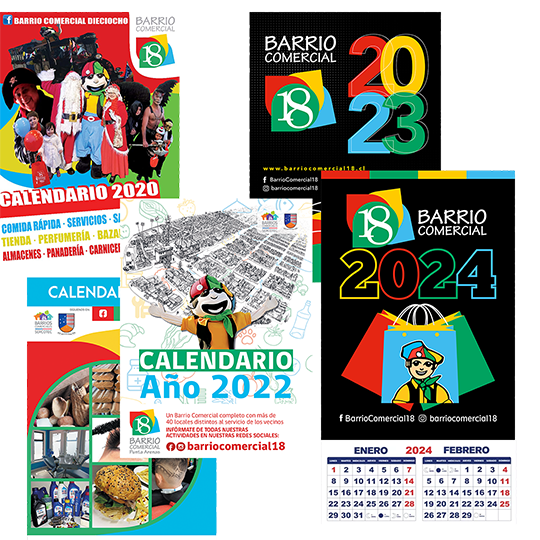 BARRIO COMERCIAL DIECIOCHO
BARRIO
COMERCIAL
18
CALENDARIO 2020
COMIDA RÁPIDA · SERVICIOS · SA
TIENDA · PERFUMERÍA · BAZA
ALMACENES · PANADERÍA · CARNICE
BARRIO
COMERCIAL
18
20
23
www.barriocomercial18.cl
BarrioComercial18
barriocomercial18
CALENDAR
BARRIOS
CALENDARIO
Año 2022
Un Barrio Comercial completo con más de
40 locales distintos al servicio de los vecinos
INFÓRMATE DE TODAS NUESTRAS
ACTIVIDADES EN NUESTRAS REDES SOCIALES:
barriocomercial18
18
BARRIO
COMERCIAL
Punta Arenas
18
BARRIO
COMERCIAL
2024
BarrioComercial18 barriocomercial18
ENERO 2024 FEBRERO
1 2 3 4 5 6 7
8 9 10 11 12 13 14
15 16 17 18 19 20 21
22 23 24 25 26 27 28
29 30 31
1 2 3 4
5 6 7 8 9 10 11
12 13 14 15 16 17 18
19 20 21 22 23 24 25
26 27 28 29